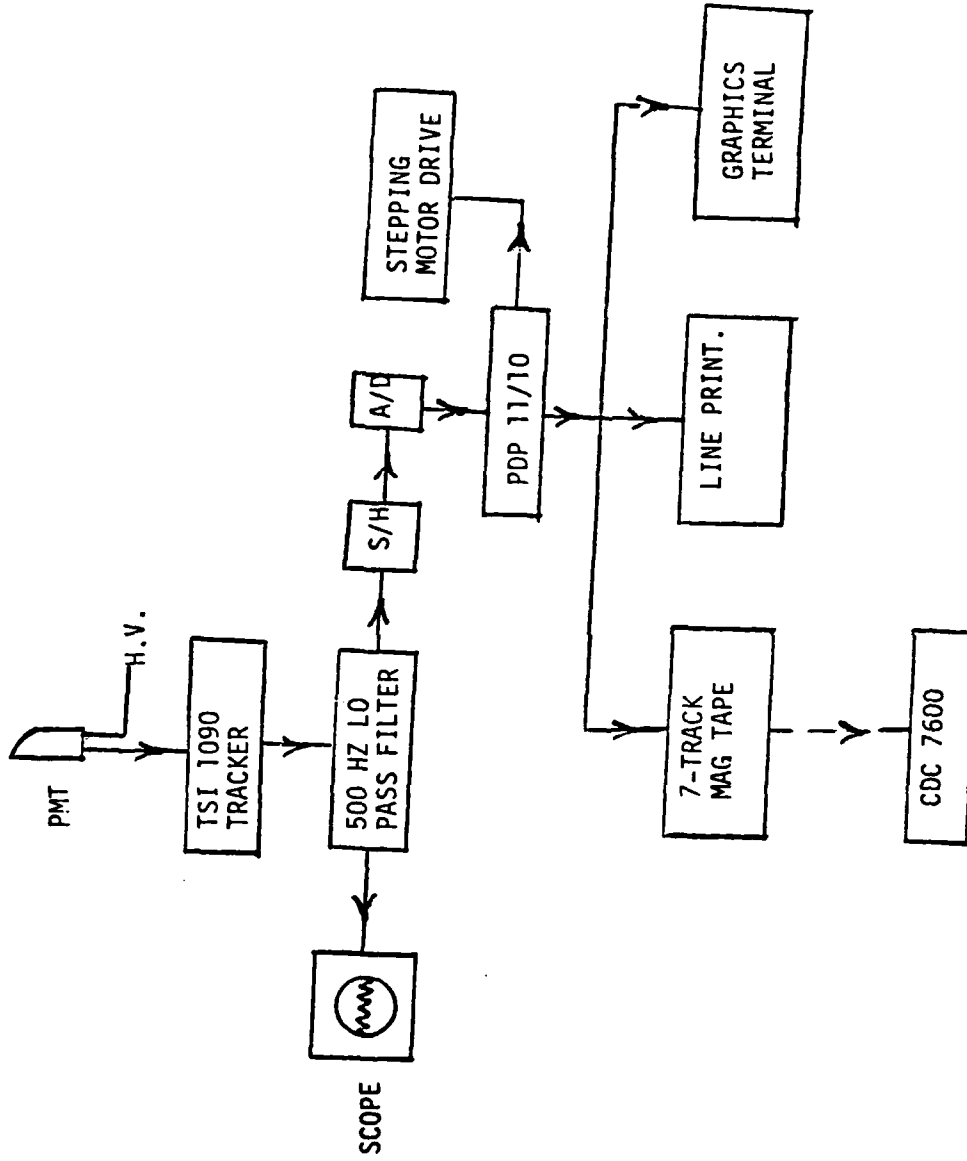 PMT
H.V.
TSI 1090
TRACKER
SCOPE
500 HZ LO
PASS FILTER
S/H
A/D
STEPPING
MOTOR DRIVE
PDP 11/10
7-TRACK
MAG TAPE
LINE PRINT.
GRAPHICS
TERMINAL
CDC 7600